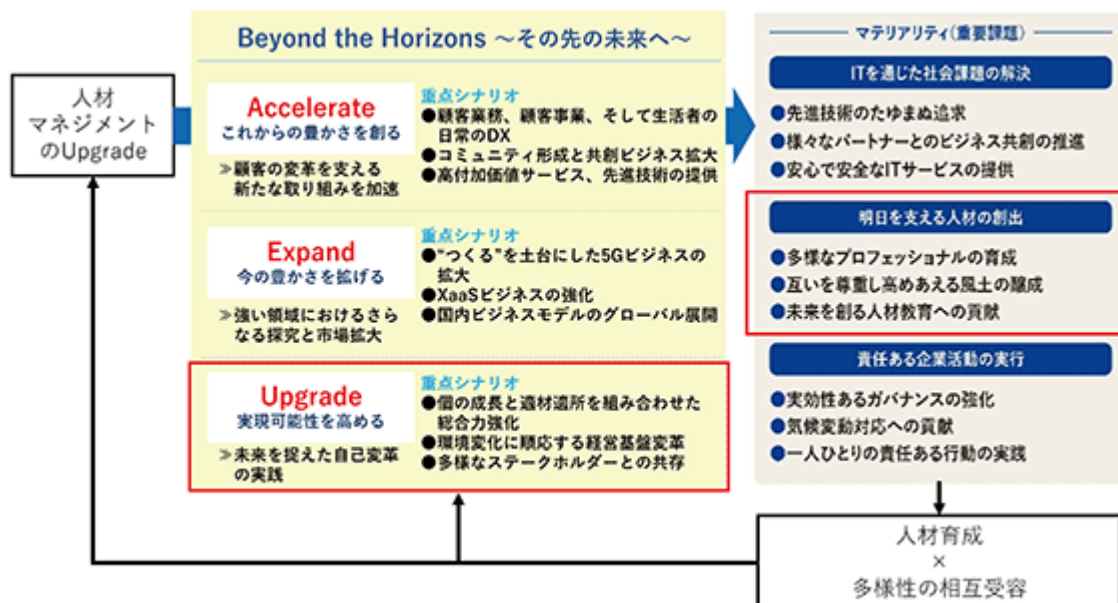 人材
マネジメント
のUpgrade
Beyond the Horizons ～その先の未来へ～
Accelerate
これからの豊かさを創る
≫顧客の変革を支える
新たな取り組みを加速
重点シナリオ
●顧客業務、顧客事業、そして生活者の
日常のDX
●コミュニティ形成と共創ビジネス拡大
●高付加価値サービス、先進技術の提供
Expand
今の豊かさを拡げる
≫強い領域におけるさら
なる探究と市場拡大
重点シナリオ
●“つくる”を土台にした5Gビジネスの
拡大
●XaaSビジネスの強化
●国内ビジネスモデルのグローバル展開
Upgrade
実現可能性を高める
≫未来を捉えた自己変革
の実践
重点シナリオ
●個の成長と適材適所を組み合わせた
総合力強化
●環境変化に順応する経営基盤変革
●多様なステークホルダーとの共存
マテリアリティ(重要課題)
ITを通じた社会課題の解決
●先進技術のたゆまぬ追求
●様々なパートナーとのビジネス共創の推進
●安心で安全なITサービスの提供
明日を支える人材の創出
●多様なプロフェッショナルの育成
●互いを尊重し高めあえる風土の醸成
●未来を創る人材教育への貢献
責任ある企業活動の実行
●実効性あるガバナンスの強化
●気候変動対応への貢献
●一人ひとりの責任ある行動の実践
人材育成
×
多様性の相互受容